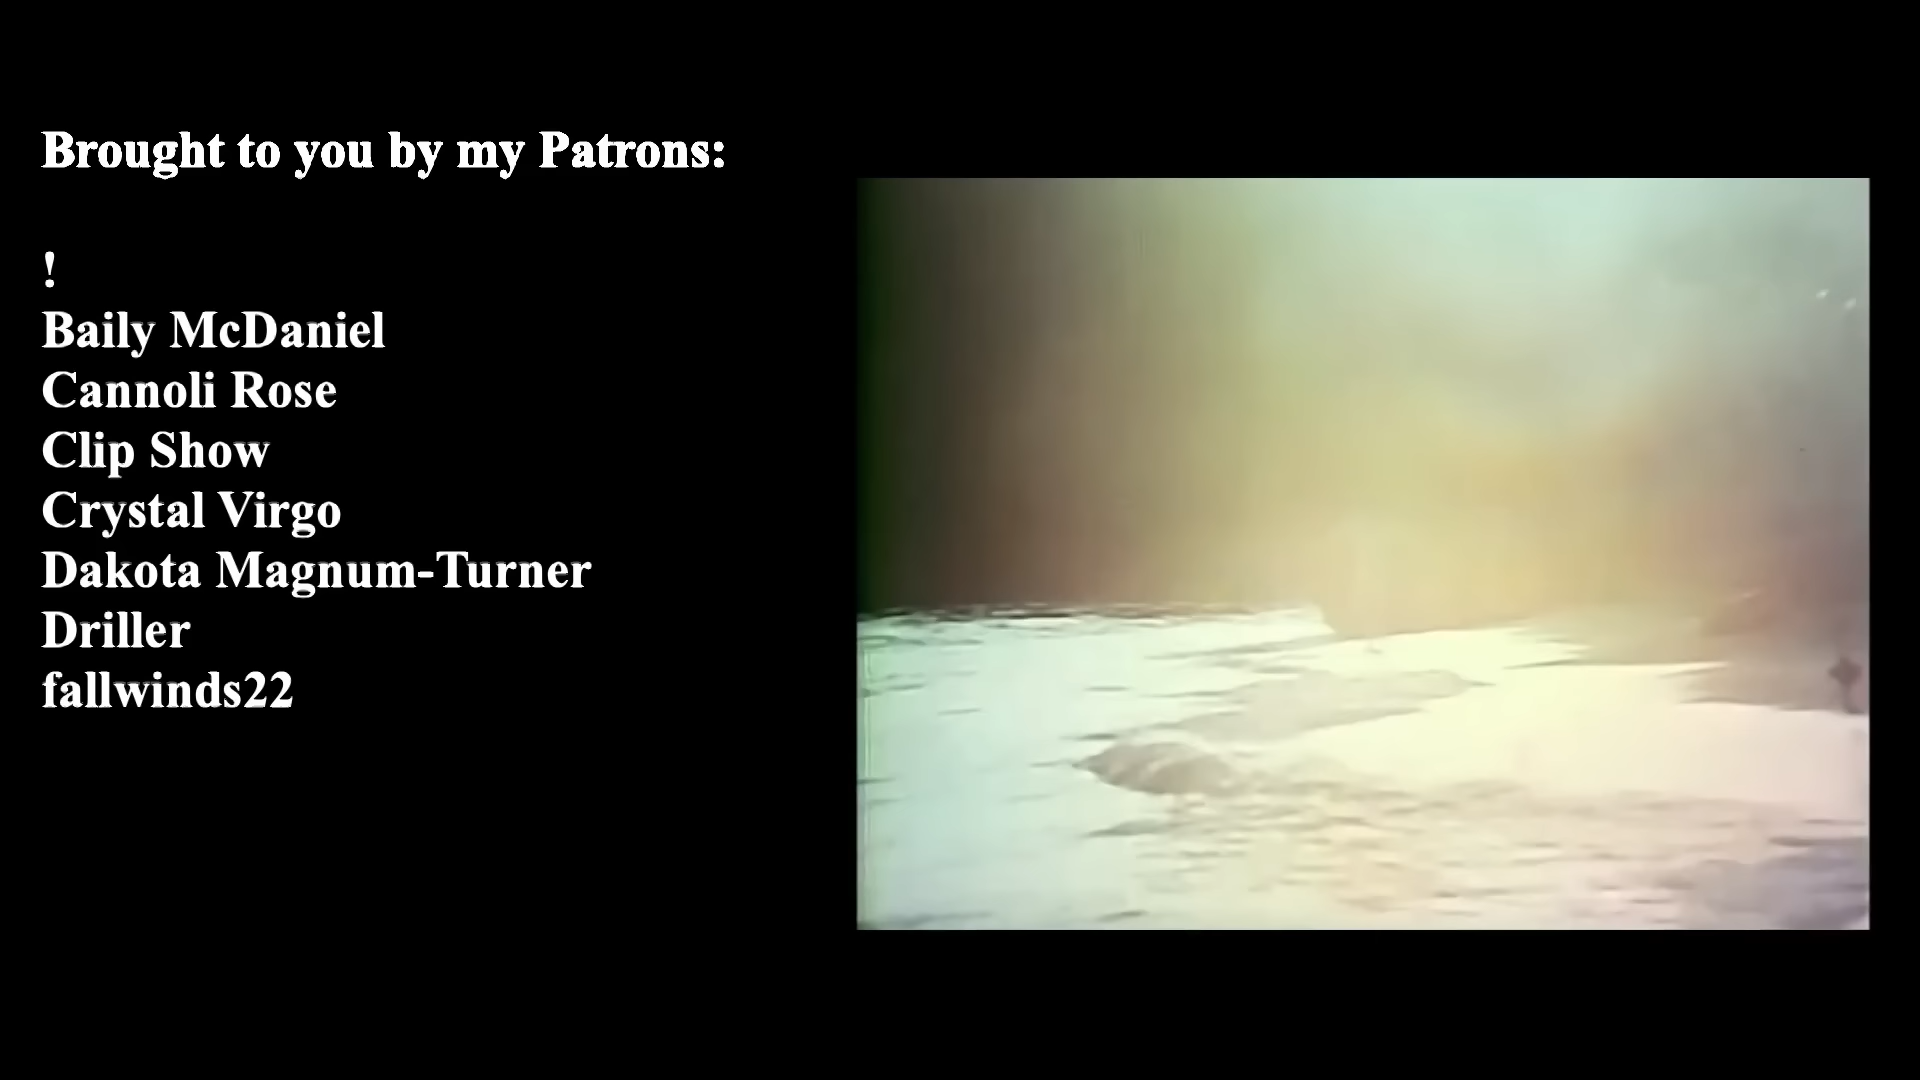 Brought to you by my Patrons:
!
Baily McDaniel
Cannoli Rose
Clip Show
Crystal Virgo
Dakota Magnum-Turner
Driller
fallwinds22